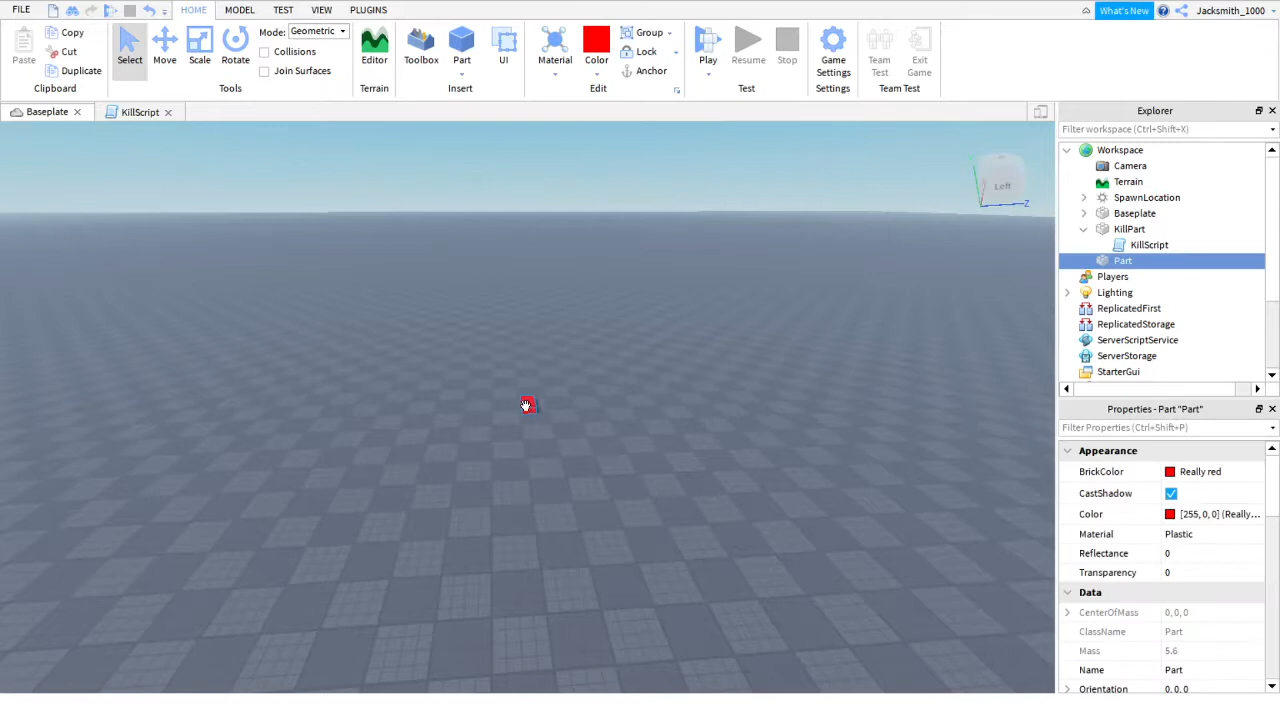 FILE HOME MODEL TEST VIEW PLUGINS What's New Jacksmith_1000
Paste Copy Cut Duplicate Clipboard
Select Move Scale Rotate Mode: Geometric Collisions Join Surfaces Tools
Editor Terrain
Toolbox Part UI Insert
Material Color Group Lock Anchor Edit
Play Resume Stop Test
Game Settings Settings
Team Test Exit Game Team Test
Baseplate KillScript
Left
Z
Explorer
Filter workspace (Ctrl+Shift+X)
Workspace
Camera
Terrain
SpawnLocation
Baseplate
KillPart
KillScript
Part
Players
Lighting
ReplicatedFirst
ReplicatedStorage
ServerScriptService
ServerStorage
StarterGui
Properties - Part "Part"
Filter Properties (Ctrl+Shift+P)
Appearance
BrickColor Really red
CastShadow
Color [255, 0, 0] (Really...
Material Plastic
Reflectance 0
Transparency 0
Data
CenterOfMass 0, 0, 0
ClassName Part
Mass 5.6
Name Part
Orientation 0, 0, 0